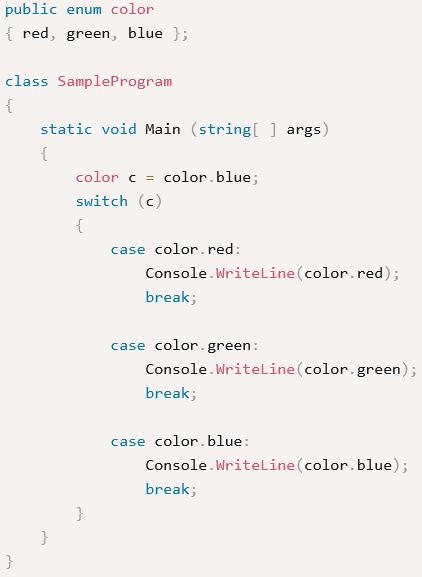 public enum color
{ red, green, blue };
class SampleProgram
{
static void Main (string[ ] args)
{
color c = color.blue;
switch (c)
{
case color.red:
Console.WriteLine(color.red);
break;
case color.green:
Console.WriteLine(color.green);
break;
case color.blue:
Console.WriteLine(color.blue);
break;
}
}
}